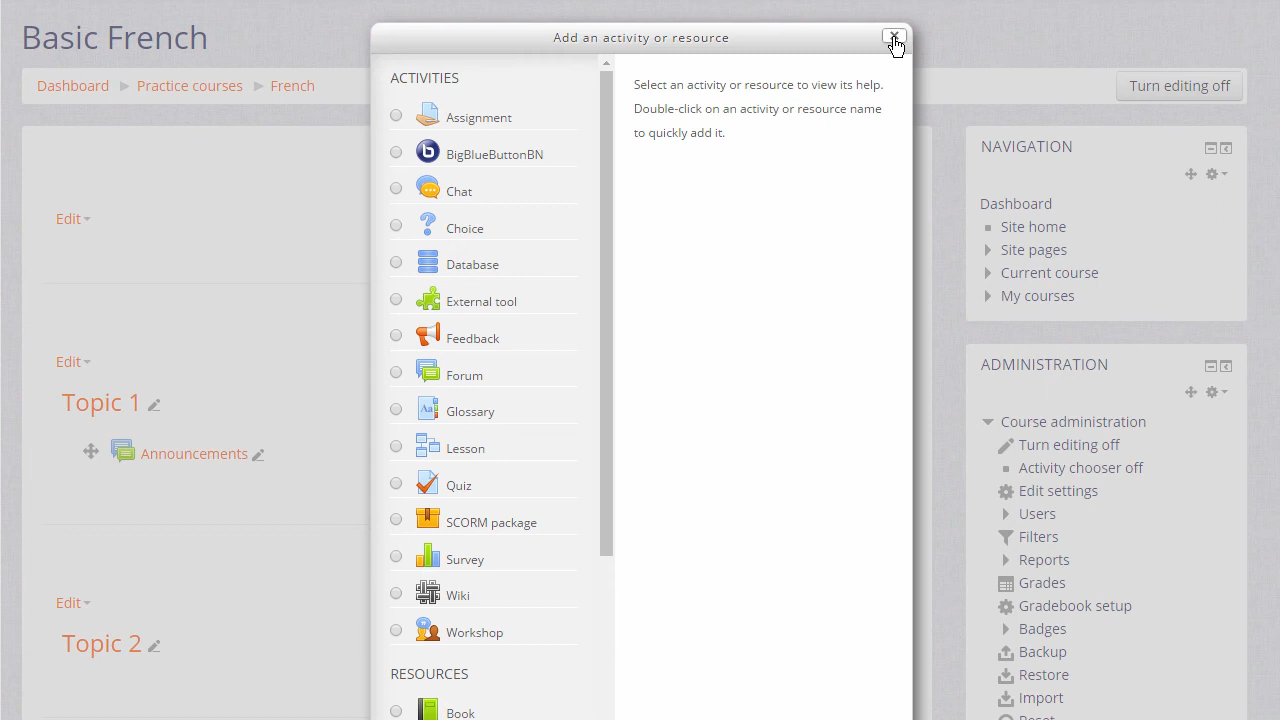 Basic French
Dashboard Practice courses French
Turn editing off
Edit
Edit
Topic 1
Announcements
Edit
Topic 2
Add an activity or resource
ACTIVITIES
Assignment
BigBlueButtonBN
Chat
Choice
Database
External tool
Feedback
Forum
Glossary
Lesson
Quiz
SCORM package
Survey
Wiki
Workshop
RESOURCES
Book
Select an activity or resource to view its help.
Double-click on an activity or resource name
to quickly add it.
NAVIGATION
Dashboard
Site home
Site pages
Current course
My courses
ADMINISTRATION
Course administration
Turn editing off
Activity chooser off
Edit settings
Users
Filters
Reports
Grades
Gradebook setup
Badges
Backup
Restore
Import